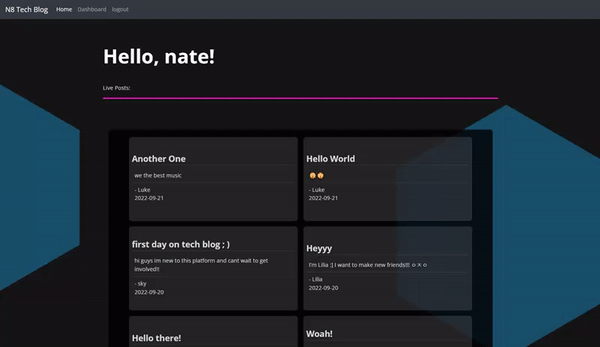 N8 Tech Blog Home Dashboard logout
Hello, nate!
Live Posts:
Another One
we the best music
- Luke
2022-09-21
Hello World
😱😱
- Luke
2022-09-21
first day on tech blog ; )
hi guys im new to this platform and cant wait to get
involved!!
- sky
2022-09-20
Heyyy
I'm Lilia :] I want to make new friends!!!
- Lilia
2022-09-20
Hello there!
Woah!